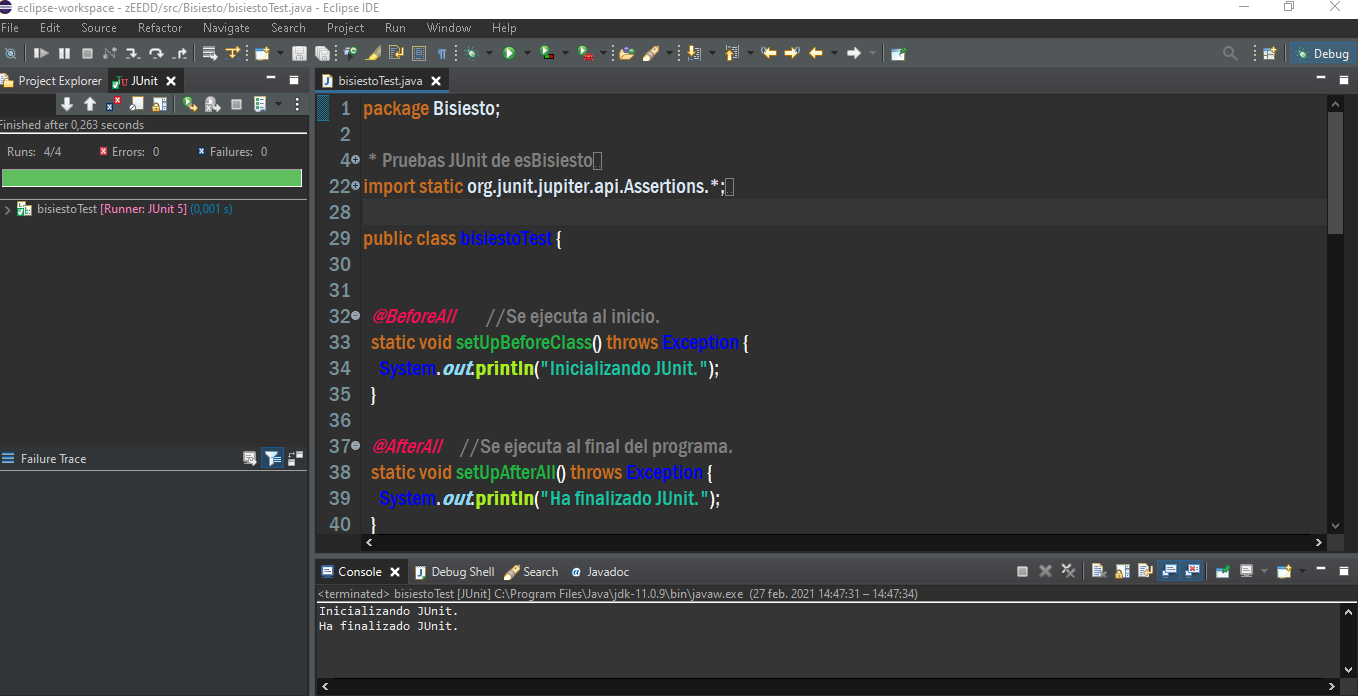 eclipse-workspace - zEEDD/src/Bisiesto/bisiestoTest.java - Eclipse IDE
File Edit Source Refactor Navigate Search Project Run Window Help
Debug
Project Explorer JUnit
bisiestoTest.java
Finished after 0,263 seconds
Runs: 4/4 Errors: 0 Failures: 0
bisiestoTest [Runner: JUnit 5] (0,001 s)
Failure Trace
1 package Bisiesto;
2
4 * Pruebas JUnit de esBisiesto
22 import static org.junit.jupiter.api.Assertions.*;
28
29 public class bisiestoTest {
30
31
32 @BeforeAll //Se ejecuta al inicio.
33 static void setUpBeforeClass() throws Exception {
34 System.out.println("Inicializando JUnit.");
35 }
36
37 @AfterAll //Se ejecuta al final del programa.
38 static void setUpAfterAll() throws Exception {
39 System.out.println("Ha finalizado JUnit.");
40 }
Console Debug Shell Search Javadoc
<terminated> bisiestoTest [JUnit] C:\Program Files\Java\jdk-11.0.9\bin\javaw.exe (27 feb. 2021 14:47:31 – 14:47:34)
Inicializando JUnit.
Ha finalizado JUnit.